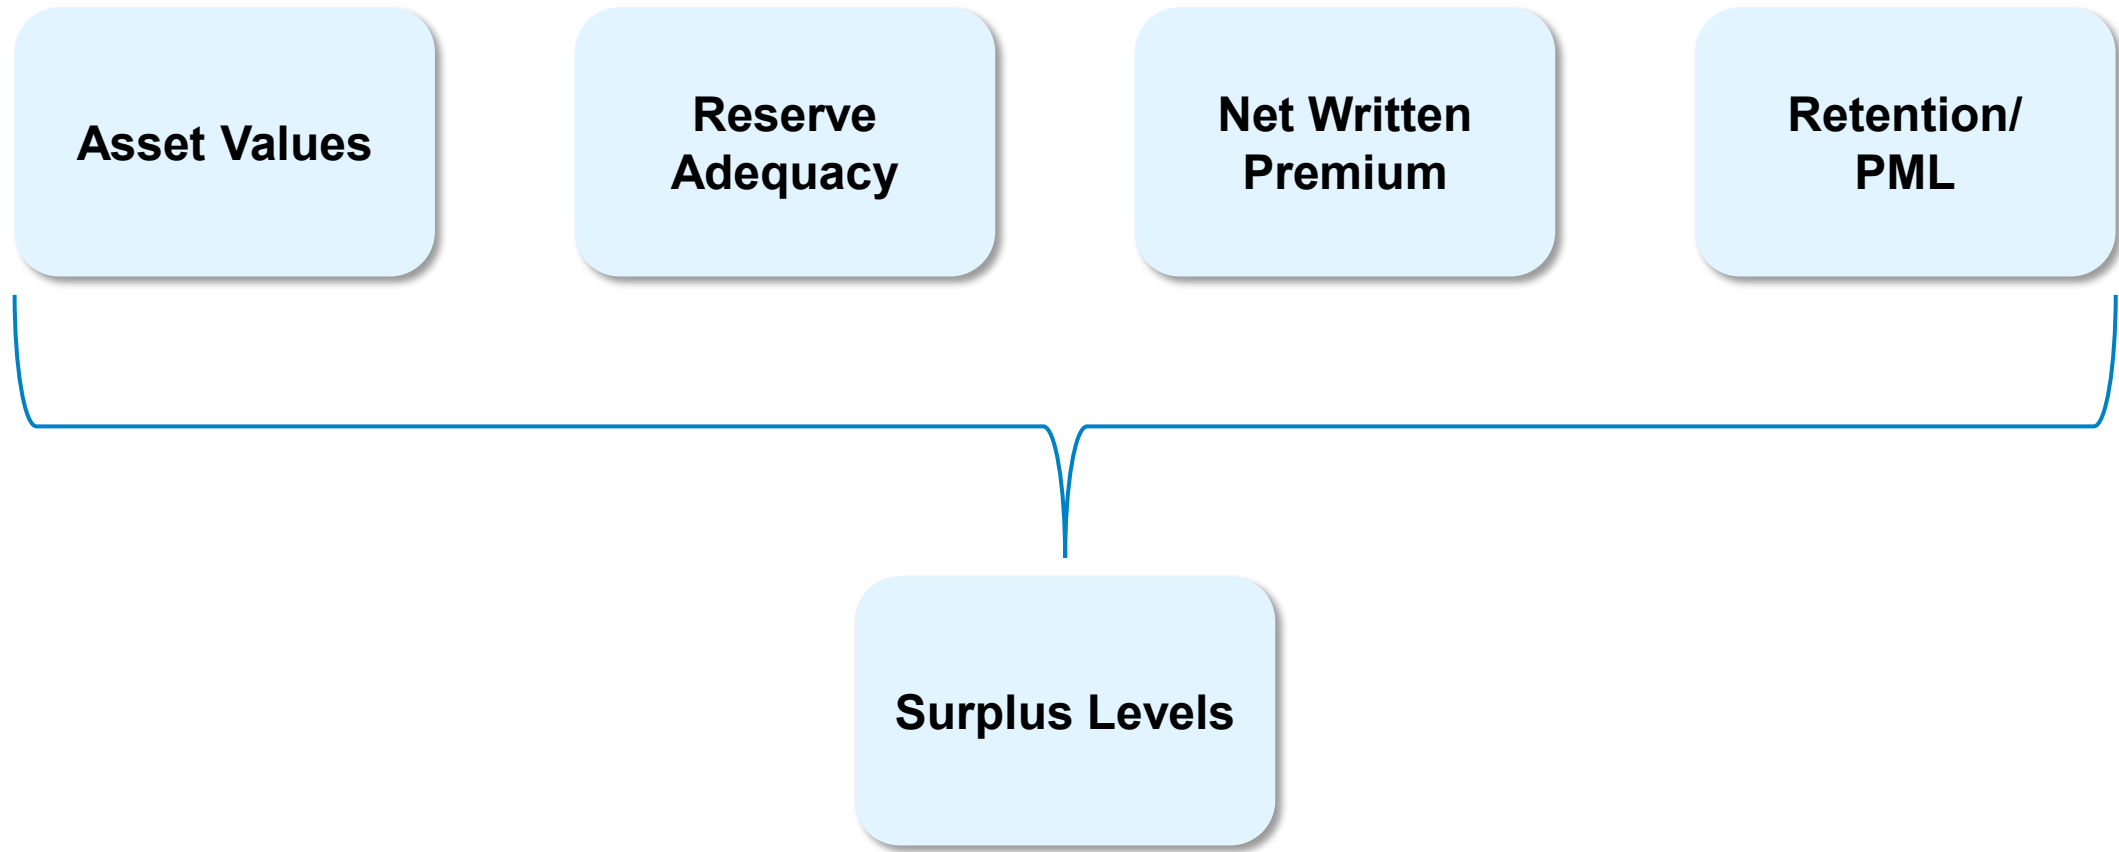 Asset Values
Reserve
Adequacy
Net Written
Premium
Retention/
PML
Surplus Levels